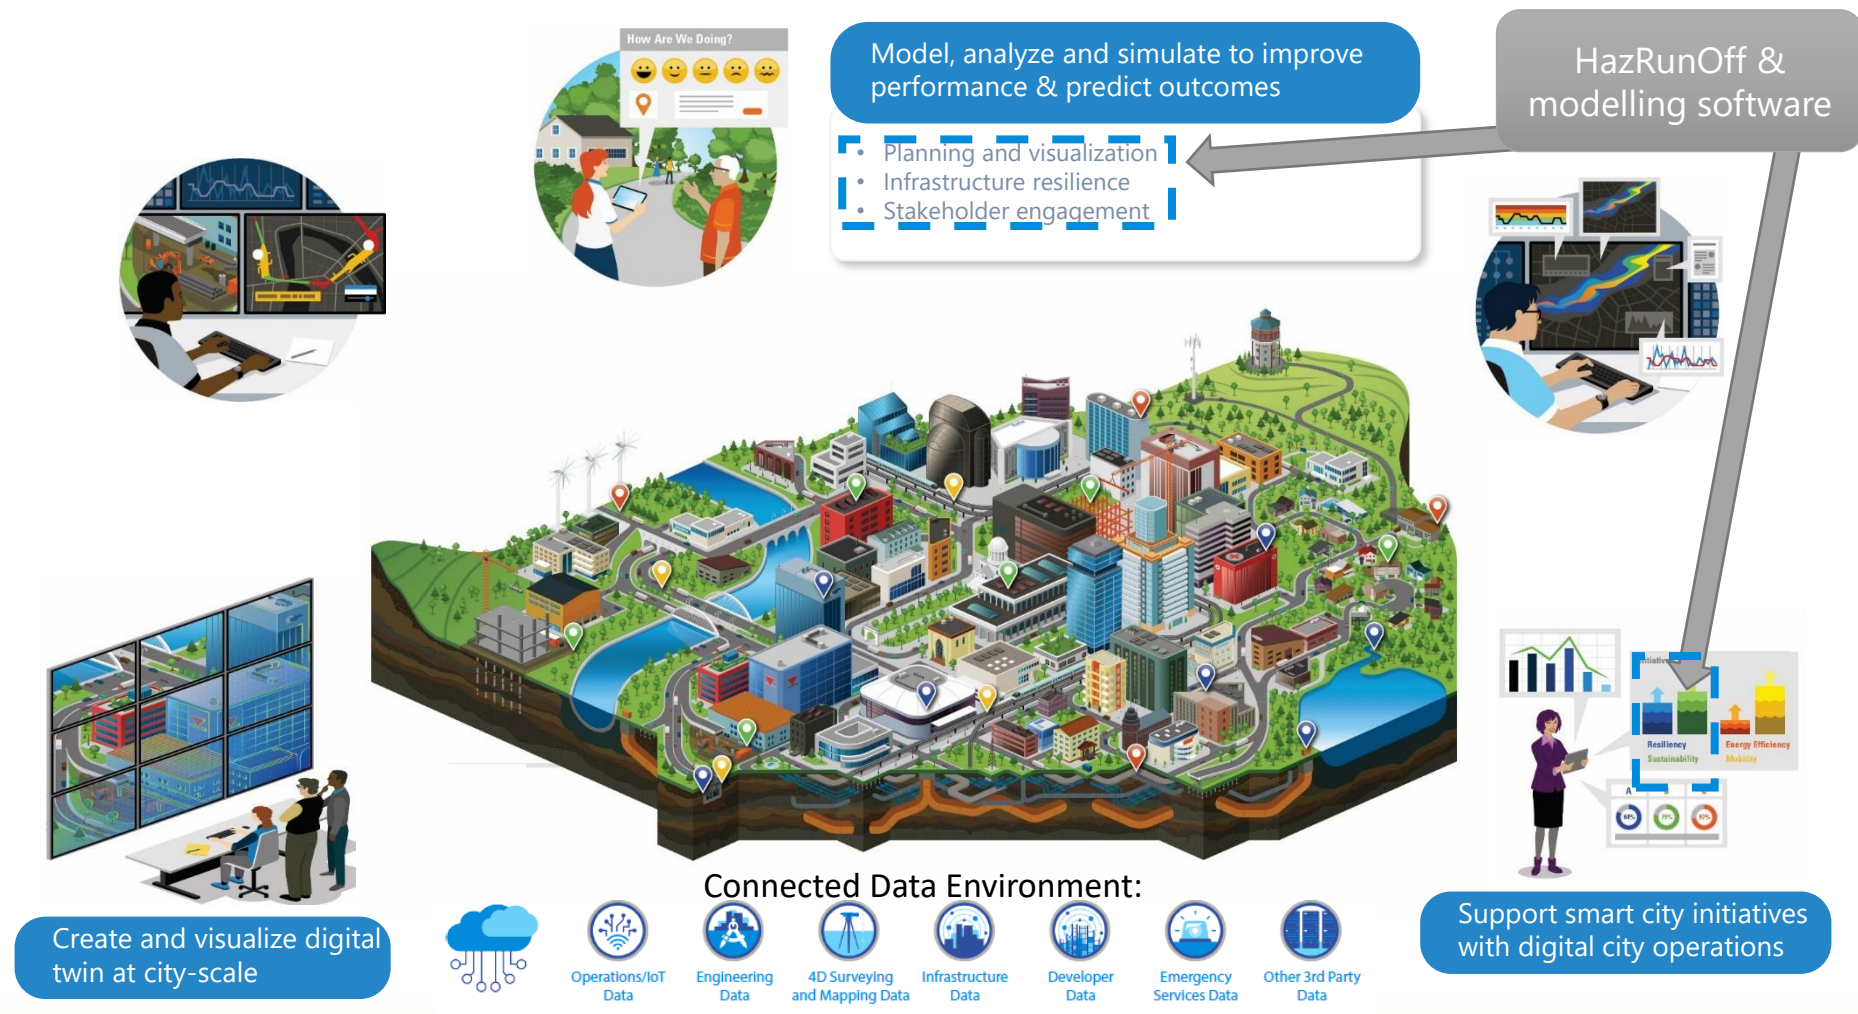 How Are We Doing?
Model, analyze and simulate to improve
performance & predict outcomes
• Planning and visualization
• Infrastructure resilience
• Stakeholder engagement
HazRunOff &
modelling software
Resiliency
Sustainability
Energy Efficiency
Mobility
A
68%
76%
97%
Create and visualize digital
twin at city-scale
Connected Data Environment:
Operations/IoT
Data
Engineering
Data
4D Surveying
and Mapping Data
Infrastructure
Data
Developer
Data
Emergency
Services Data
Other 3rd Party
Data
Support smart city initiatives
with digital city operations